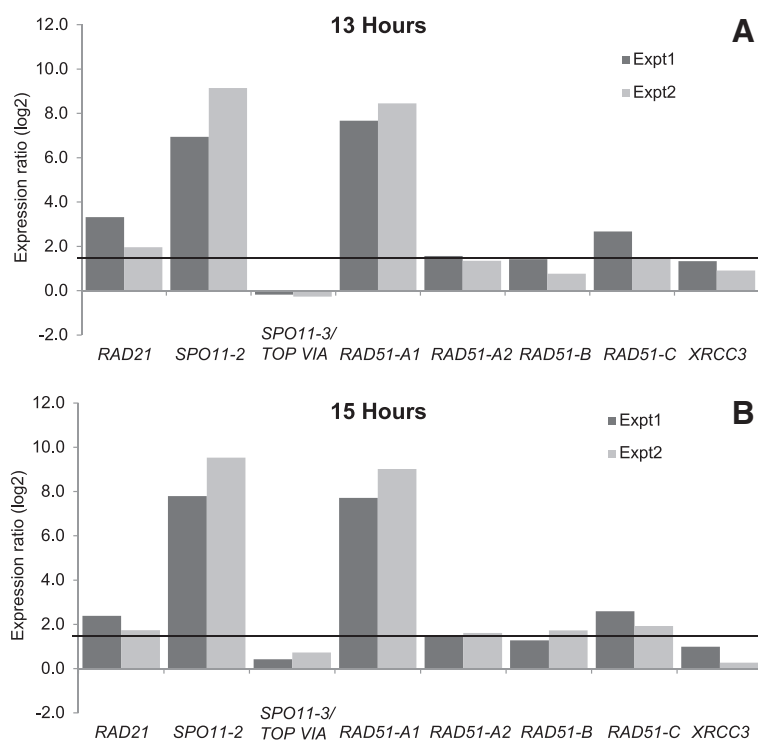 13 Hours
A
Expression ratio (log2)
12.0
10.0
8.0
6.0
4.0
2.0
0.0
-2.0
Expt1
Expt2
RAD21 SPO11-2 SPO11-3/ TOP VIA RAD51-A1 RAD51-A2 RAD51-B RAD51-C XRCC3
15 Hours
B
Expression ratio (log2)
12.0
10.0
8.0
6.0
4.0
2.0
0.0
-2.0
Expt1
Expt2
RAD21 SPO11-2 SPO11-3/ TOP VIA RAD51-A1 RAD51-A2 RAD51-B RAD51-C XRCC3